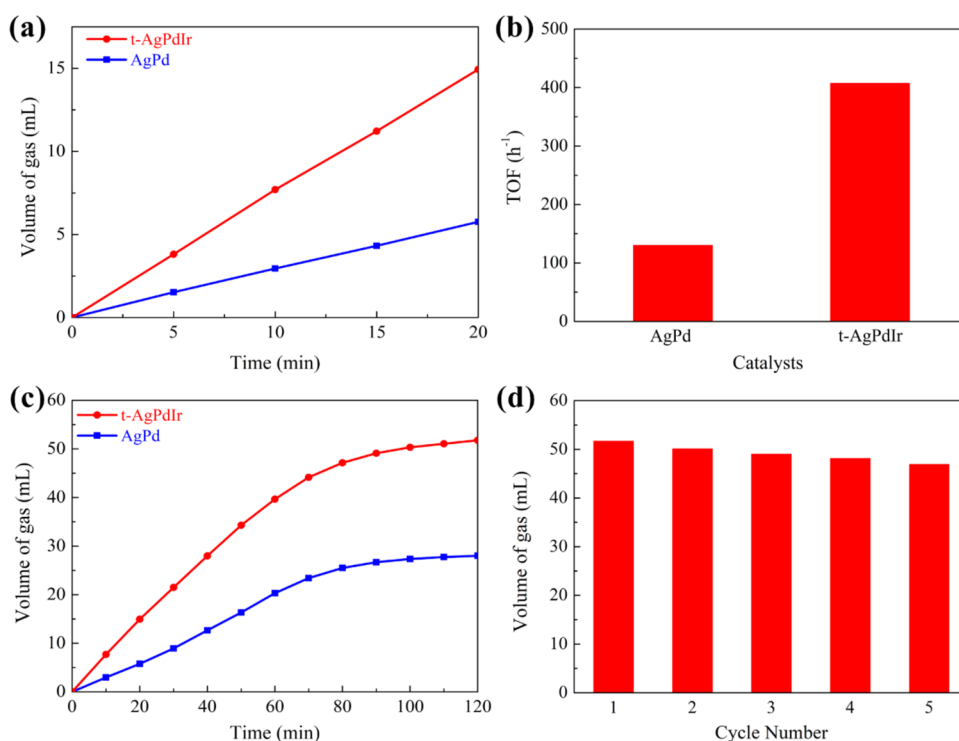 (a)
t-AgPdIr
AgPd
Volume of gas (mL)
15
10
5
0
0 5 10 15 20
Time (min)
(b)
TOF (h⁻¹)
500
400
300
200
100
0
AgPd t-AgPdIr
Catalysts
(c)
t-AgPdIr
AgPd
Volume of gas (mL)
60
50
40
30
20
10
0
0 20 40 60 80 100 120
Time (min)
(d)
Volume of gas (mL)
60
50
40
30
20
10
0
1 2 3 4 5
Cycle Number